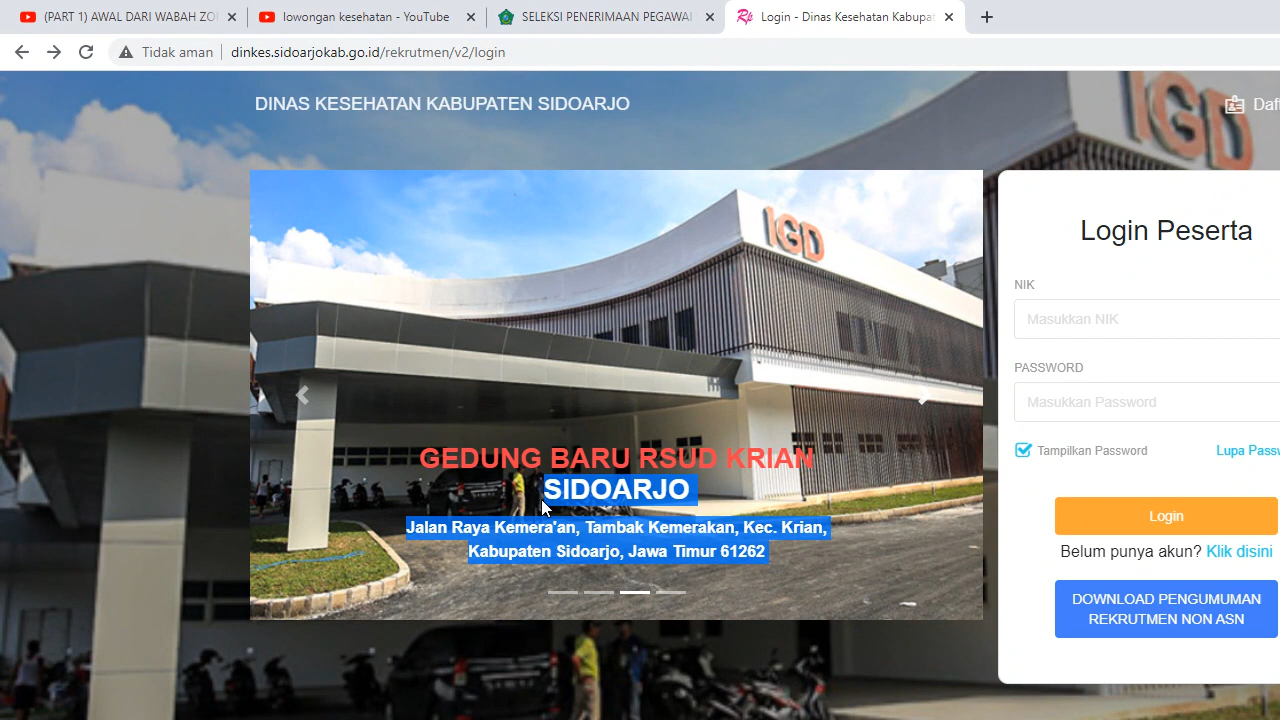 (PART 1) AWAL DARI WABAH ZO
lowongan kesehatan - YouTube
SELEKSI PENERIMAAN PEGAWAI
Login - Dinas Kesehatan Kabupat
Tidak aman
dinkes.sidoarjokab.go.id/rekrutmen/v2/login
DINAS KESEHATAN KABUPATEN SIDOARJO
Daf
IGD
IGD
GEDUNG BARU RSUD KRIAN
SIDOARJO
Jalan Raya Kemera'an, Tambak Kemerakan, Kec. Krian,
Kabupaten Sidoarjo, Jawa Timur 61262
Login Peserta
NIK
Masukkan NIK
PASSWORD
Masukkan Password
Tampilkan Password
Lupa Passw
Login
Belum punya akun? Klik disini
DOWNLOAD PENGUMUMAN
REKRUTMEN NON ASN